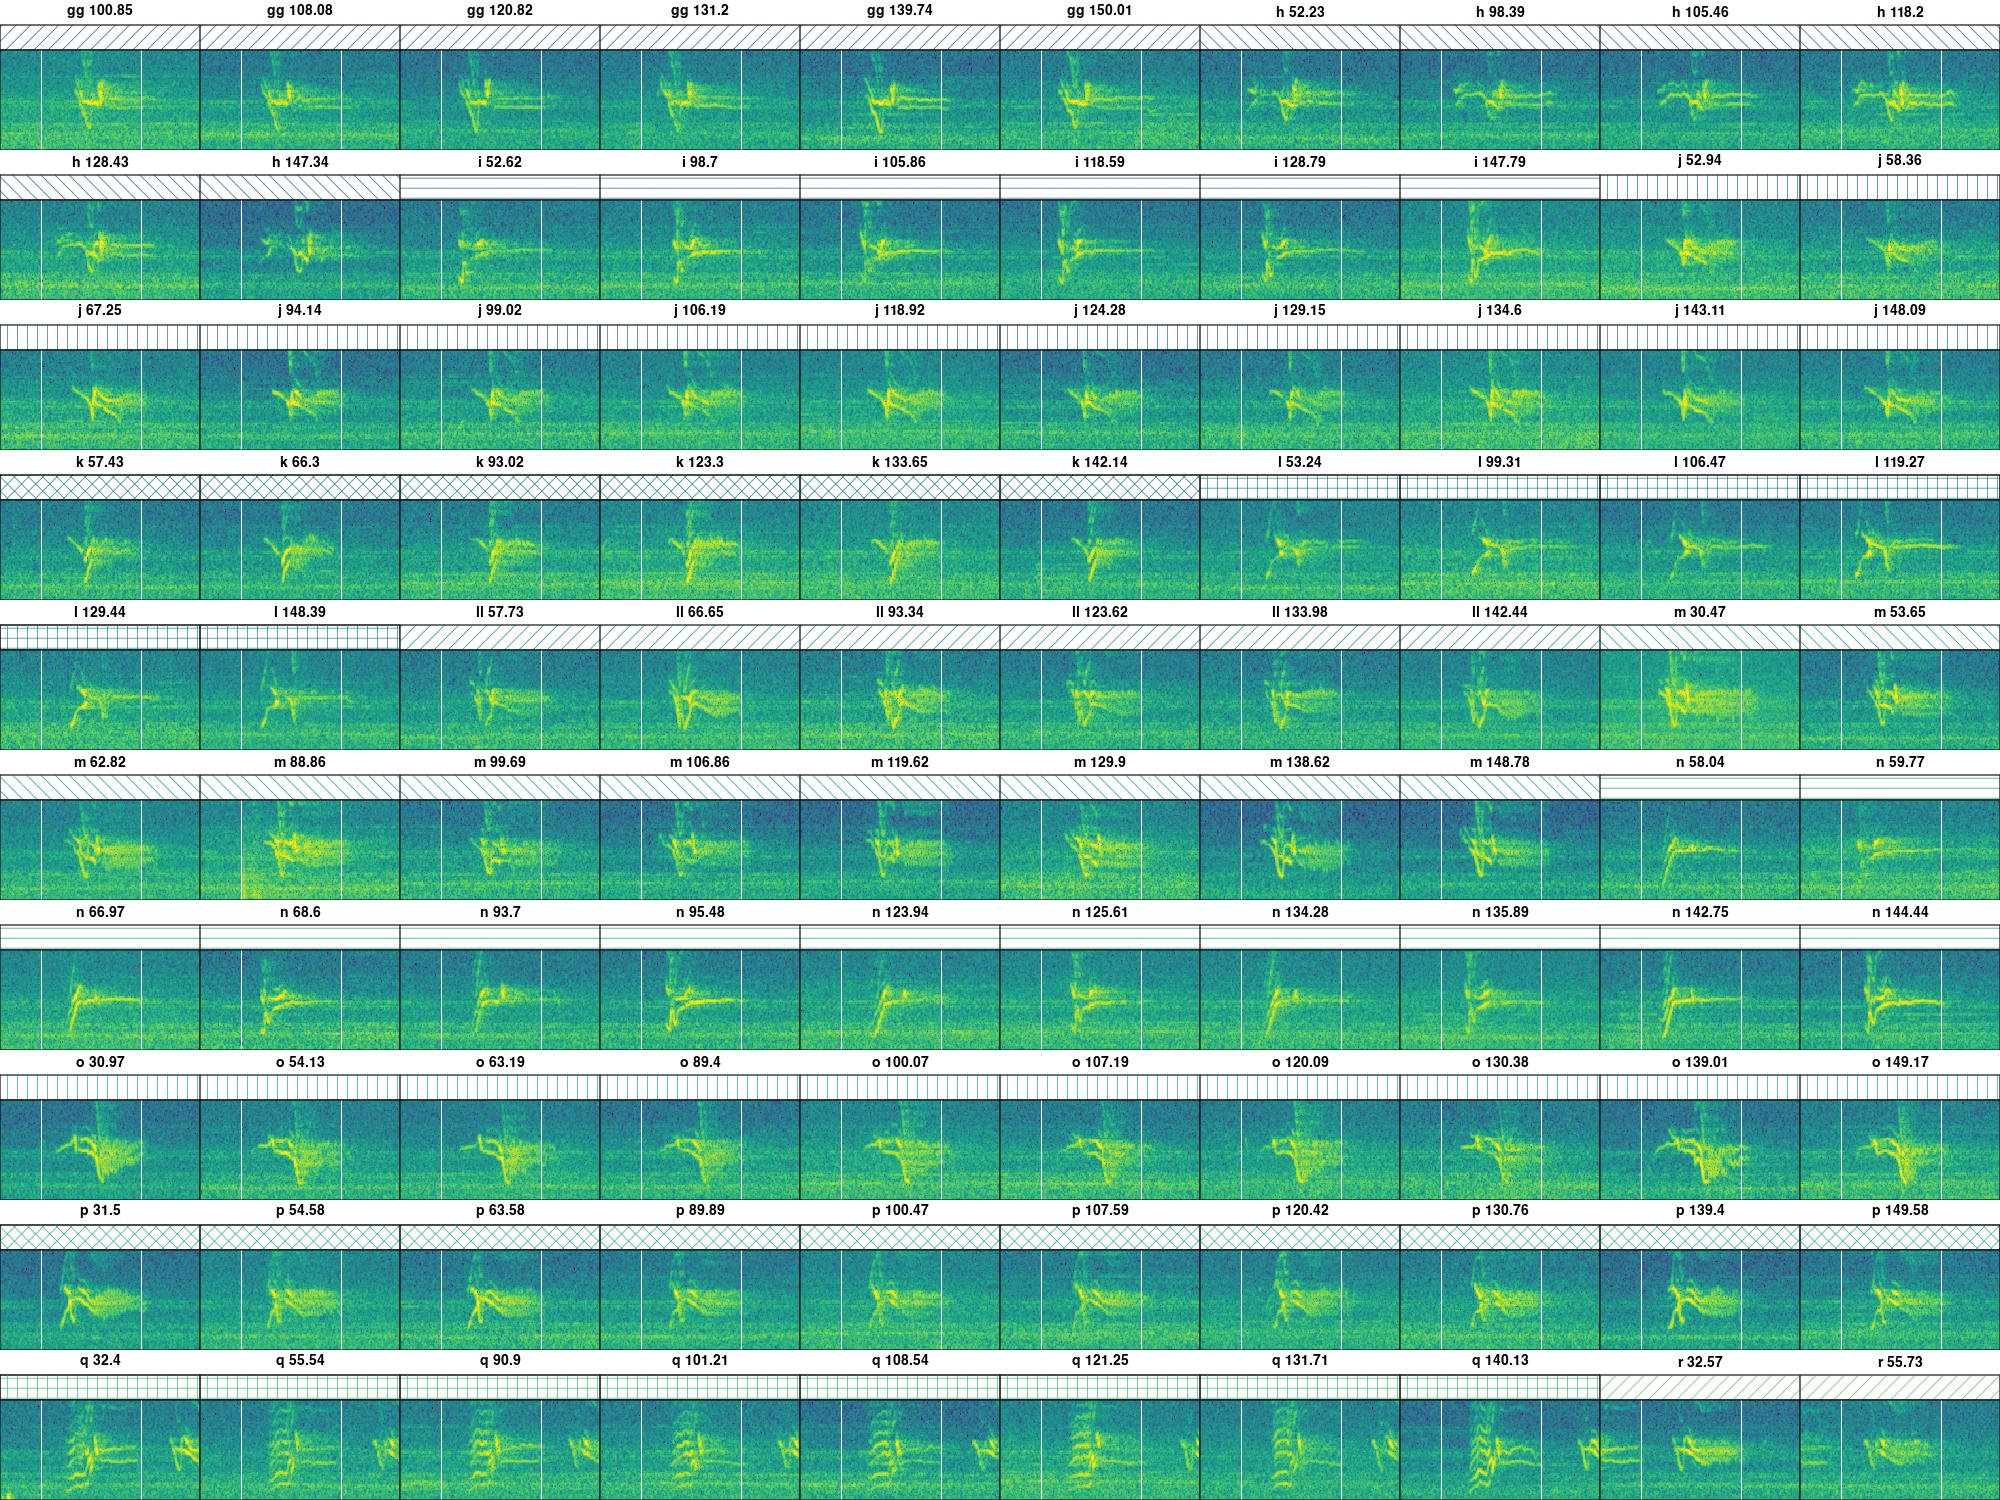 gg 100.85 gg 108.08 gg 120.82 gg 131.2 gg 139.74 gg 150.01 h 52.23 h 98.39 h 105.46 h 118.2
h 128.43 h 147.34 i 52.62 i 98.7 i 105.86 i 118.59 i 128.79 i 147.79 j 52.94 j 58.36
j 67.25 j 94.14 j 99.02 j 106.19 j 118.92 j 124.28 j 129.15 j 134.6 j 143.11 j 148.09
k 57.43 k 66.3 k 93.02 k 123.3 k 133.65 k 142.14 l 53.24 l 99.31 l 106.47 l 119.27
l 129.44 l 148.39 ll 57.73 ll 66.65 ll 93.34 ll 123.62 ll 133.98 ll 142.44 m 30.47 m 53.65
m 62.82 m 88.86 m 99.69 m 106.86 m 119.62 m 129.9 m 138.62 m 148.78 n 58.04 n 59.77
n 66.97 n 68.6 n 93.7 n 95.48 n 123.94 n 125.61 n 134.28 n 135.89 n 142.75 n 144.44
o 30.97 o 54.13 o 63.19 o 89.4 o 100.07 o 107.19 o 120.09 o 130.38 o 139.01 o 149.17
p 31.5 p 54.58 p 63.58 p 89.89 p 100.47 p 107.59 p 120.42 p 130.76 p 139.4 p 149.58
q 32.4 q 55.54 q 90.9 q 101.21 q 108.54 q 121.25 q 131.71 q 140.13 r 32.57 r 55.73